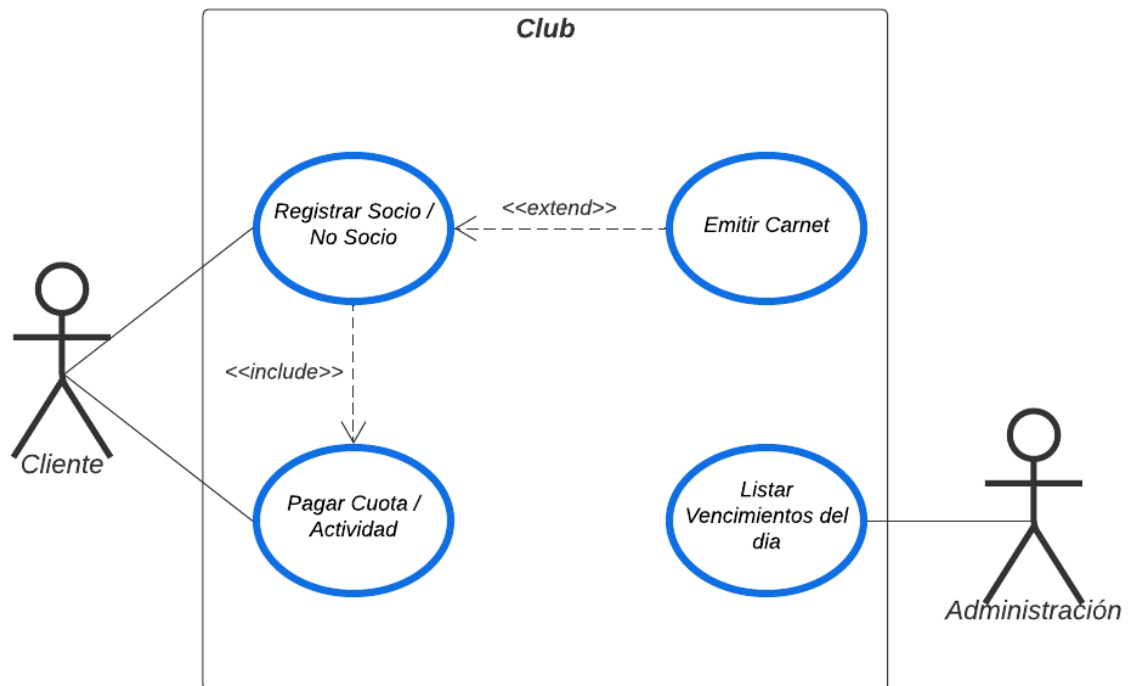 Club
Registrar Socio /
No Socio
<<extend>>
Emitir Carnet
<<include>>
Cliente
Pagar Cuota /
Actividad
Listar
Vencimientos del
dia
Administración